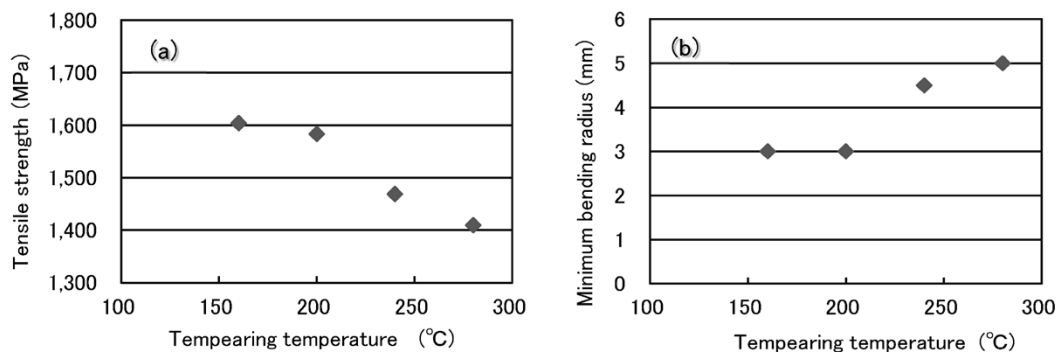 (a)
Tensile strength (MPa)
1,800
1,700
1,600
1,500
1,400
1,300
100 150 200 250 300
Tempearing temperature (°C)
(b)
Minimum bending radius (mm)
6
5
4
3
2
1
0
100 150 200 250 300
Tempearing temperature (°C)